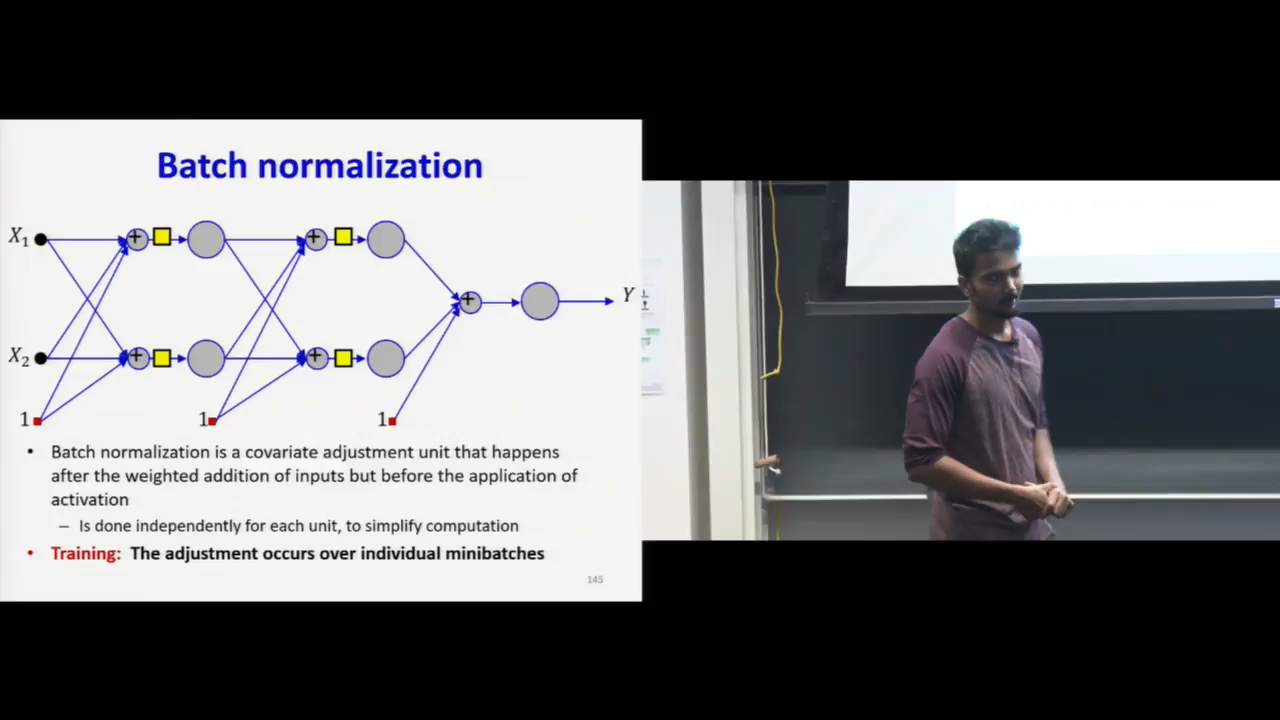 Batch normalization
X1
X2
1
1
1
+
+
+
+
+
Y
• Batch normalization is a covariate adjustment unit that happens
after the weighted addition of inputs but before the application of
activation
– Is done independently for each unit, to simplify computation
• Training: The adjustment occurs over individual minibatches
145